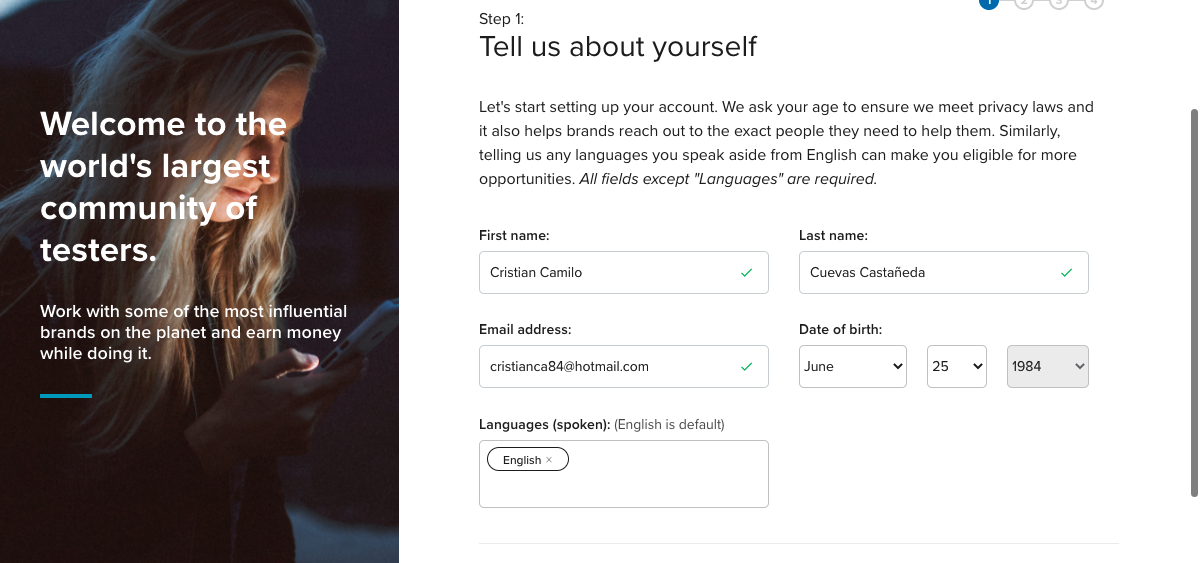 Welcome to the
world's largest
community of
testers.
Work with some of the most influential
brands on the planet and earn money
while doing it.
1 2 3 4
Step 1:
Tell us about yourself
Let's start setting up your account. We ask your age to ensure we meet privacy laws and
it also helps brands reach out to the exact people they need to help them. Similarly,
telling us any languages you speak aside from English can make you eligible for more
opportunities. All fields except "Languages" are required.
First name: Last name:
Cristian Camilo Cuevas Castañeda
Email address: Date of birth:
cristianca84@hotmail.com June 25 1984
Languages (spoken): (English is default)
English ×